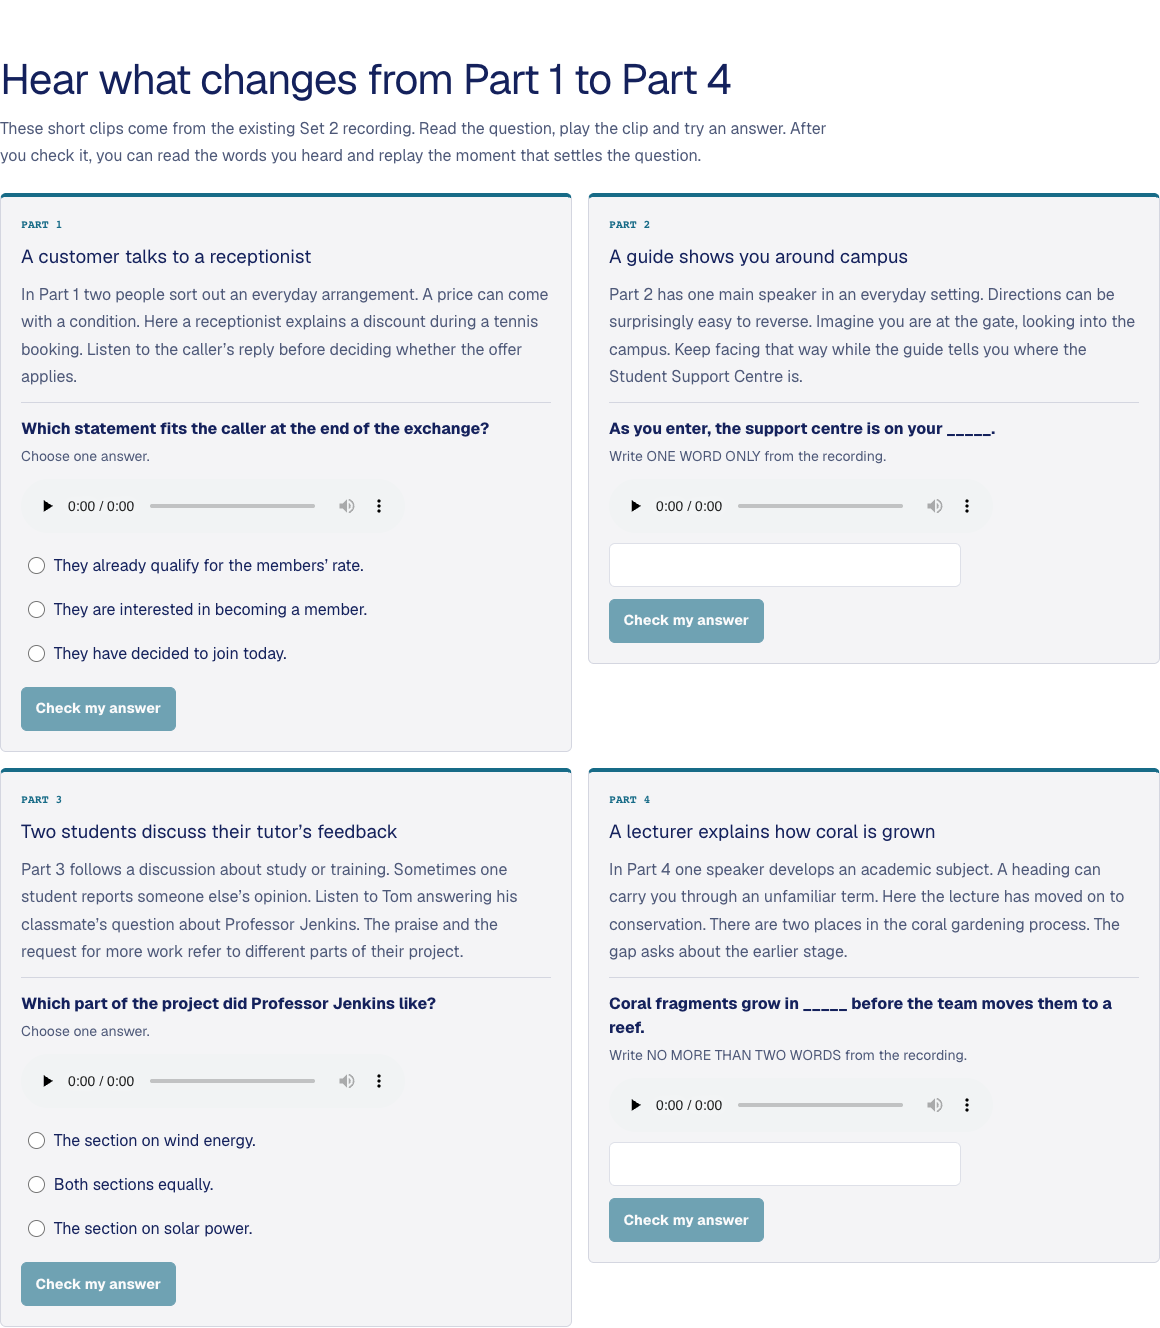 Hear what changes from Part 1 to Part 4
These short clips come from the existing Set 2 recording. Read the question, play the clip and try an answer. After
you check it, you can read the words you heard and replay the moment that settles the question.
PART 1
A customer talks to a receptionist
In Part 1 two people sort out an everyday arrangement. A price can come
with a condition. Here a receptionist explains a discount during a tennis
booking. Listen to the caller’s reply before deciding whether the offer
applies.
Which statement fits the caller at the end of the exchange?
Choose one answer.
0:00 / 0:00
They already qualify for the members’ rate.
They are interested in becoming a member.
They have decided to join today.
Check my answer
PART 2
A guide shows you around campus
Part 2 has one main speaker in an everyday setting. Directions can be
surprisingly easy to reverse. Imagine you are at the gate, looking into the
campus. Keep facing that way while the guide tells you where the
Student Support Centre is.
As you enter, the support centre is on your _____.
Write ONE WORD ONLY from the recording.
0:00 / 0:00
Check my answer
PART 3
Two students discuss their tutor’s feedback
Part 3 follows a discussion about study or training. Sometimes one
student reports someone else’s opinion. Listen to Tom answering his
classmate’s question about Professor Jenkins. The praise and the
request for more work refer to different parts of their project.
Which part of the project did Professor Jenkins like?
Choose one answer.
0:00 / 0:00
The section on wind energy.
Both sections equally.
The section on solar power.
Check my answer
PART 4
A lecturer explains how coral is grown
In Part 4 one speaker develops an academic subject. A heading can
carry you through an unfamiliar term. Here the lecture has moved on to
conservation. There are two places in the coral gardening process. The
gap asks about the earlier stage.
Coral fragments grow in _____ before the team moves them to a
reef.
Write NO MORE THAN TWO WORDS from the recording.
0:00 / 0:00
Check my answer